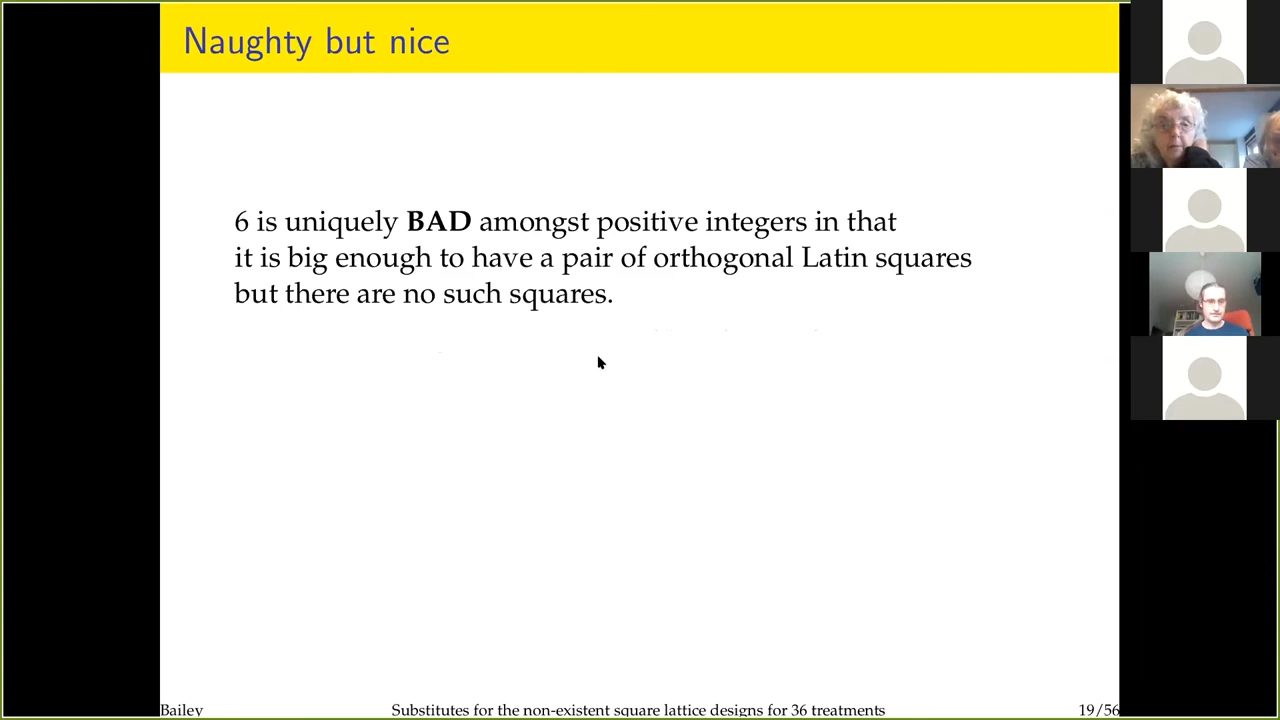 Naughty but nice
6 is uniquely BAD amongst positive integers in that
it is big enough to have a pair of orthogonal Latin squares
but there are no such squares.
Bailey
Substitutes for the non-existent square lattice designs for 36 treatments
19/56